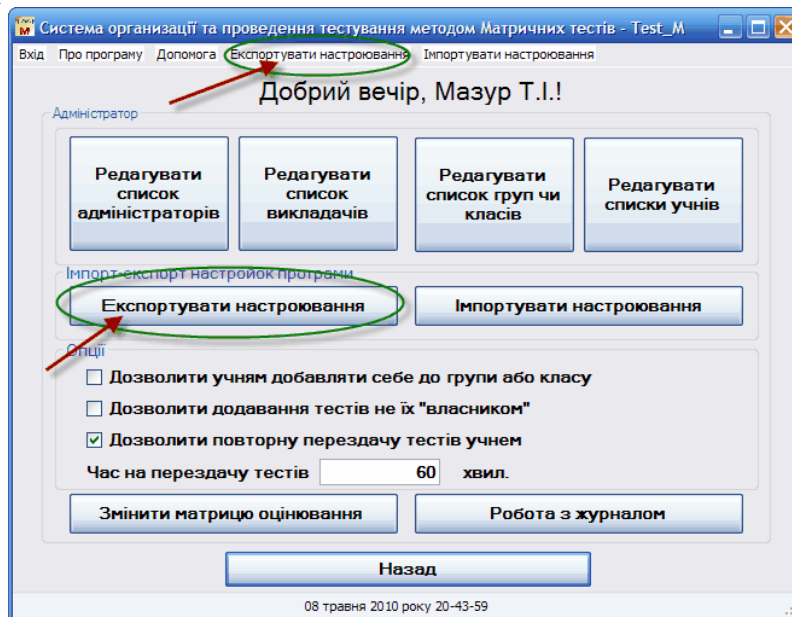 Система організації та проведення тестування методом Матричних тестів - Test_M
Вхід Про програму Допомога Експортувати настроювання Імпортувати настроювання
Добрий вечір, Мазур Т.І.!
Адміністратор
Редагувати
список
адміністраторів
Редагувати
список
викладачів
Редагувати
список груп чи
класів
Редагувати
списки учнів
Імпорт-експорт настройок програми
Експортувати настроювання
Імпортувати настроювання
Опції
Дозволити учням добавляти себе до групи або класу
Дозволити додавання тестів не їх "власником"
Дозволити повторну перездачу тестів учнем
Час на перездачу тестів 60 хвил.
Змінити матрицю оцінювання
Робота з журналом
Назад
08 травня 2010 року 20-43-59